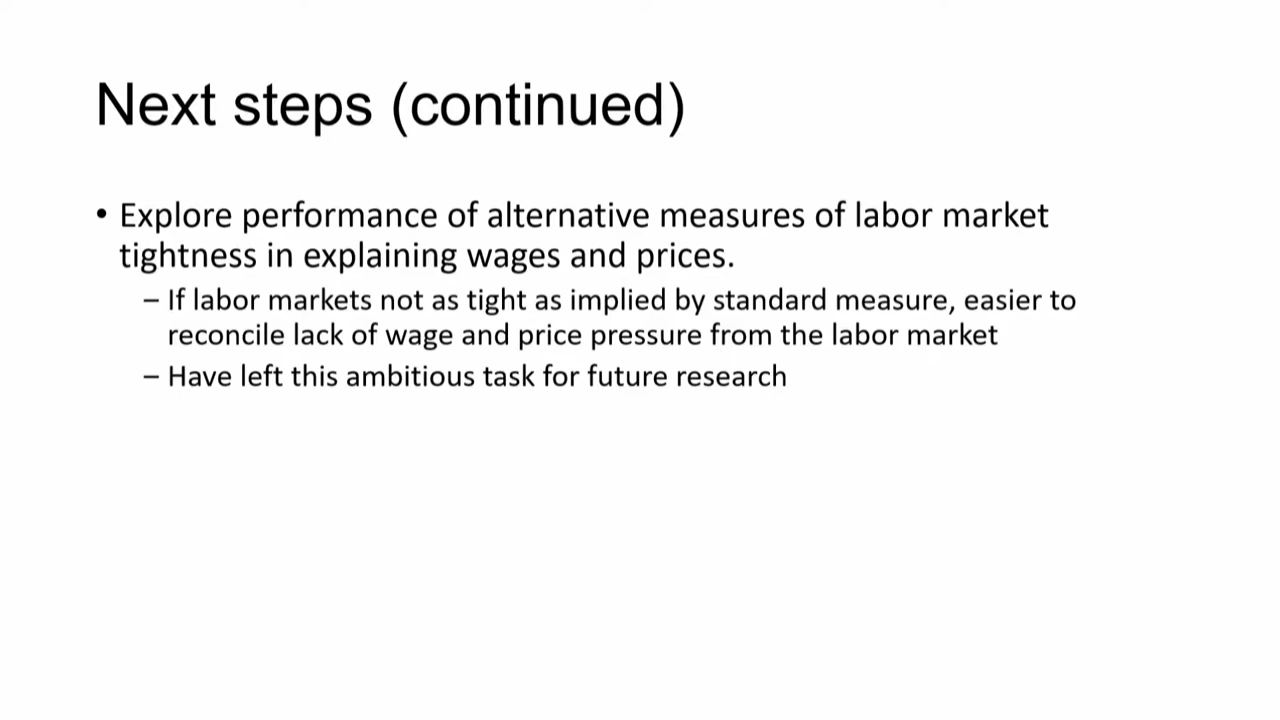 Next steps (continued)
• Explore performance of alternative measures of labor market
tightness in explaining wages and prices.
– If labor markets not as tight as implied by standard measure, easier to
reconcile lack of wage and price pressure from the labor market
– Have left this ambitious task for future research